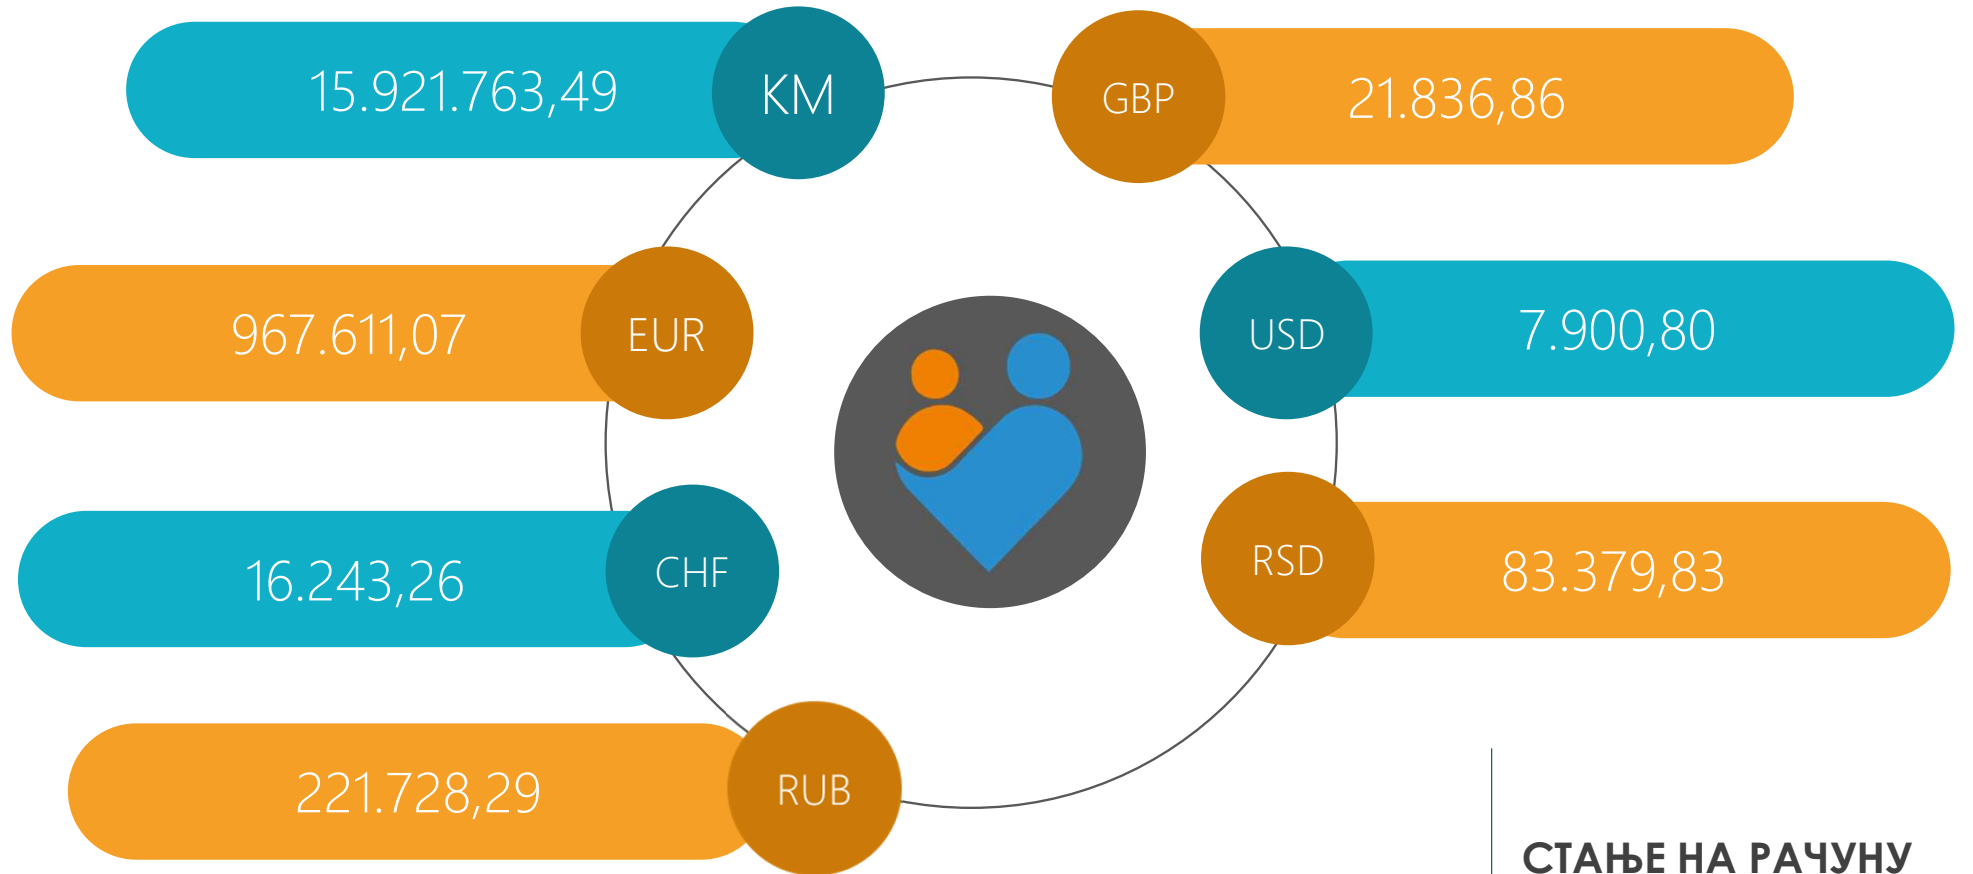 15.921.763,49 KM
GBP 21.836,86
967.611,07 EUR
USD 7.900,80
16.243,26 CHF
RSD 83.379,83
221.728,29 RUB
СТАЊЕ НА РАЧУНУ